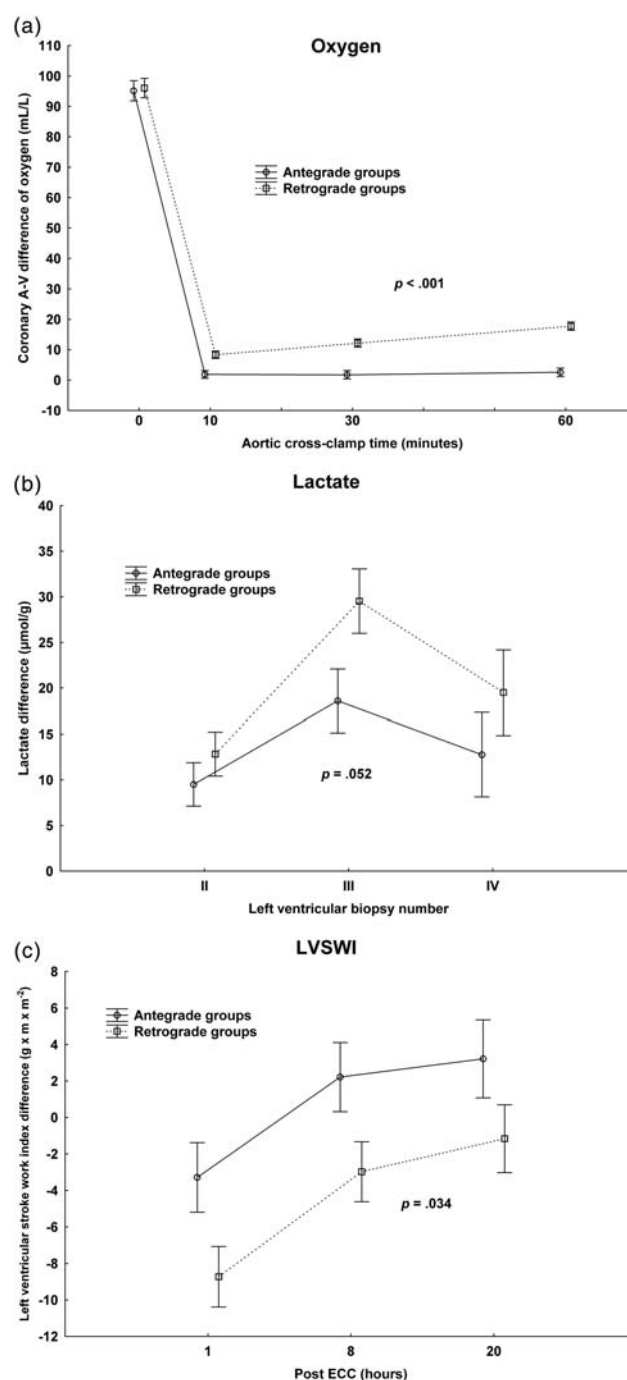 (a)
Oxygen
Coronary A-V difference of oxygen (mL/L)
110
100
90
80
70
60
50
40
30
20
10
0
-10
Antegrade groups
Retrograde groups
p < .001
0 10 30 60
Aortic cross-clamp time (minutes)
(b)
Lactate
Lactate difference (µmol/g)
40
35
30
25
20
15
10
5
0
Antegrade groups
Retrograde groups
p = .052
II III IV
Left ventricular biopsy number
(c)
LVSWI
Left ventricular stroke work index difference (g x m x m⁻²)
8
6
4
2
0
-2
-4
-6
-8
-10
-12
Antegrade groups
Retrograde groups
p = .034
1 8 20
Post ECC (hours)